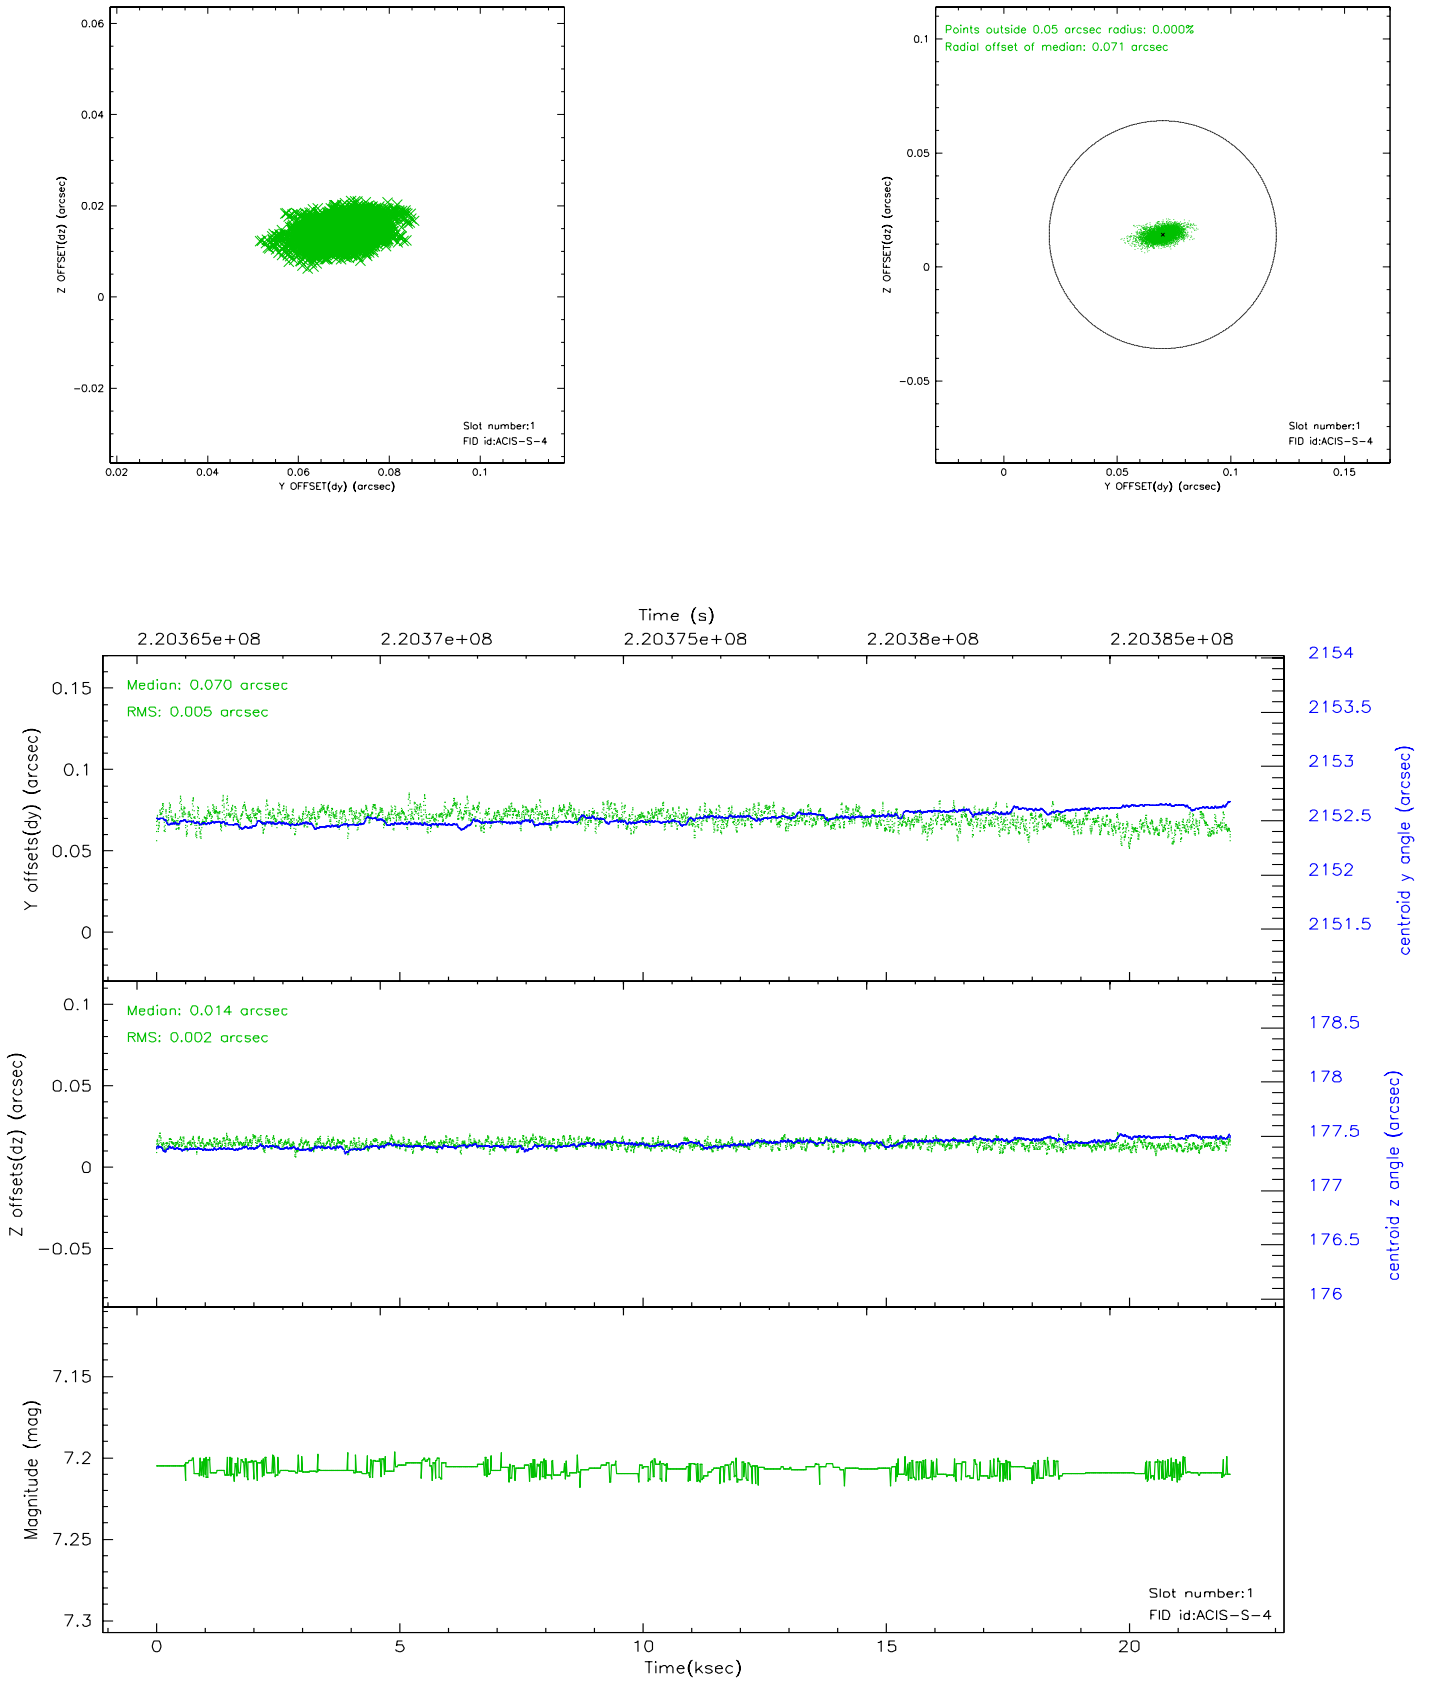 0.06
0.04
0.02
0
−0.02
Z OFFSET(dz) (arcsec)
Slot number:1
FID id:ACIS−S−4
0.02 0.04 0.06 0.08 0.1
Y OFFSET(dy) (arcsec)
Points outside 0.05 arcsec radius: 0.000%
Radial offset of median: 0.071 arcsec
0.1
0.05
0
−0.05
Z OFFSET(dz) (arcsec)
Slot number:1
FID id:ACIS−S−4
0 0.05 0.1 0.15
Y OFFSET(dy) (arcsec)
Time (s)
2.20365e+08 2.2037e+08 2.20375e+08 2.2038e+08 2.20385e+08
Median: 0.070 arcsec
RMS: 0.005 arcsec
0.15
0.1
0.05
0
Y offsets(dy) (arcsec)
2154
2153.5
2153
2152.5
2152
2151.5
centroid y angle (arcsec)
Median: 0.014 arcsec
RMS: 0.002 arcsec
0.1
0.05
0
−0.05
Z offsets(dz) (arcsec)
178.5
178
177.5
177
176.5
176
centroid z angle (arcsec)
7.15
7.2
7.25
7.3
Magnitude (mag)
Slot number:1
FID id:ACIS−S−4
0 5 10 15 20
Time(ksec)